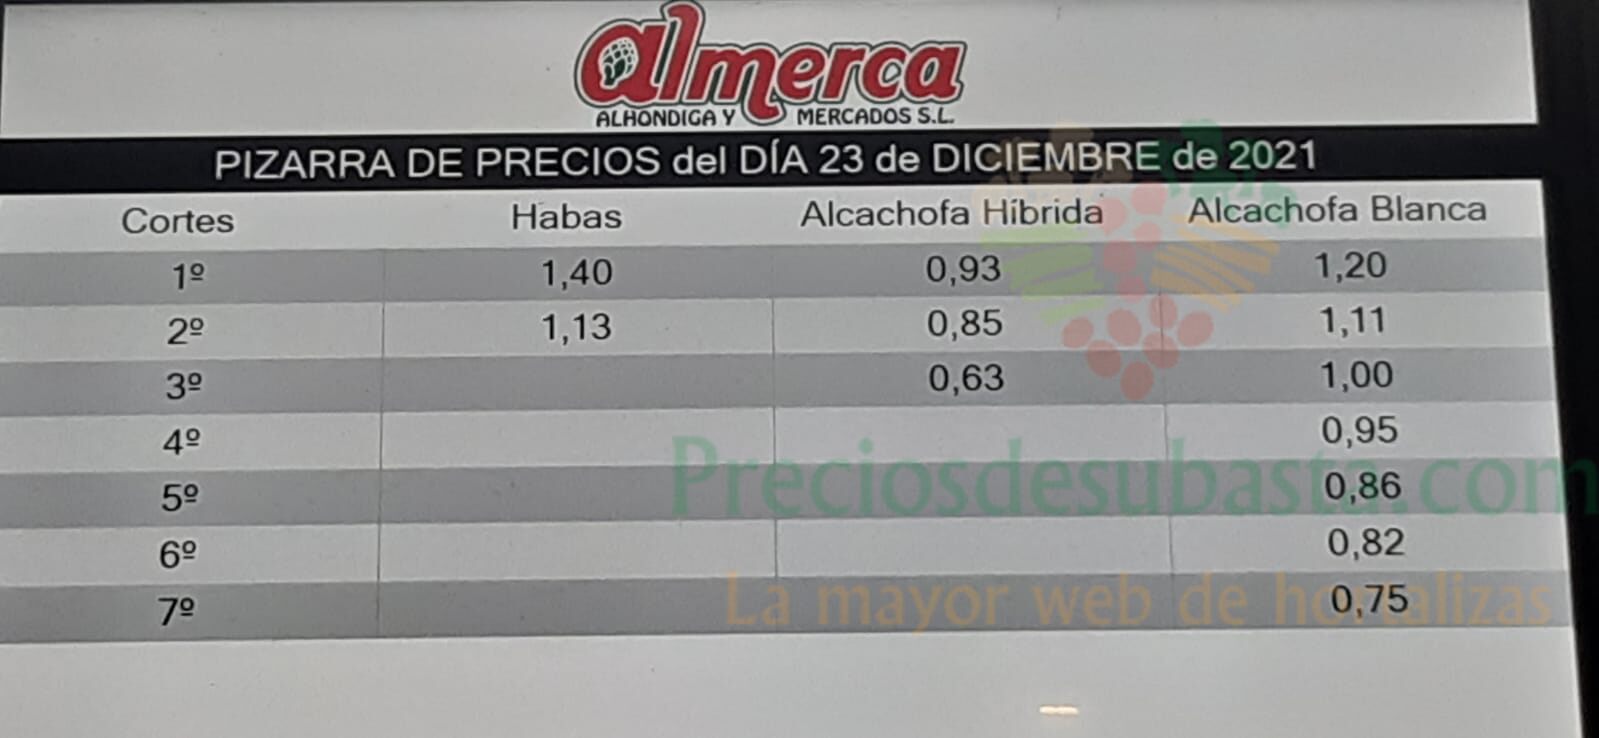 almerca
ALHONDIGA Y MERCADOS S.L.
PIZARRA DE PRECIOS del DÍA 23 de DICIEMBRE de 2021
Cortes Habas Alcachofa Híbrida Alcachofa Blanca
1º 1,40 0,93 1,20
2º 1,13 0,85 1,11
3º 0,63 1,00
4º 0,95
5º 0,86
6º 0,82
7º 0,75
Preciosdesubasta.com
La mayor web de hortalizas